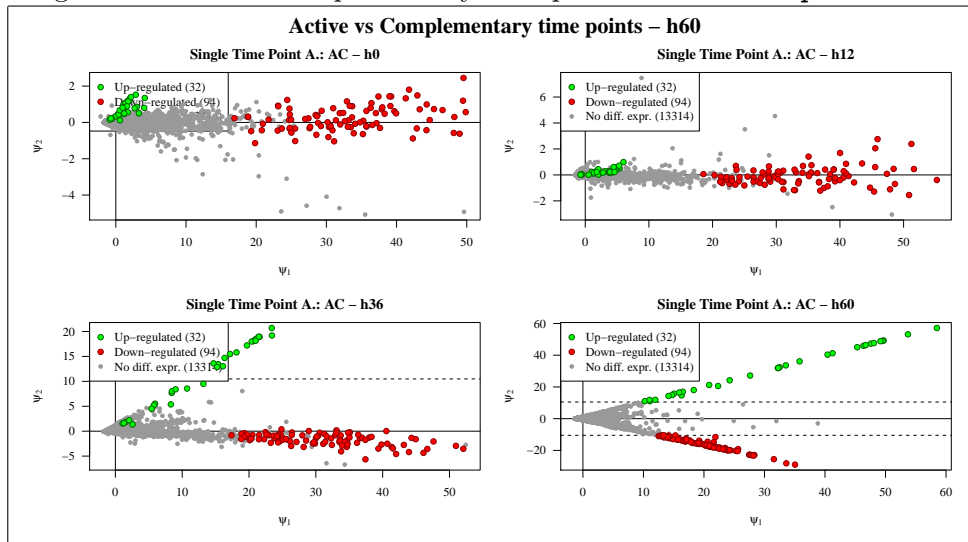 Active vs Complementary time points – h60
Single Time Point A.: AC – h0
Up−regulated (32)
Down−regulated (94)
ψ2
2
0
−2
−4
0 10 20 30 40 50
ψ1
Single Time Point A.: AC – h12
Up−regulated (32)
Down−regulated (94)
No diff. expr. (13314)
ψ2
6
4
2
0
−2
0 10 20 30 40 50
ψ1
Single Time Point A.: AC – h36
Up−regulated (32)
Down−regulated (94)
No diff. expr. (13314)
ψ2
20
15
10
5
0
−5
0 10 20 30 40 50
ψ1
Single Time Point A.: AC – h60
Up−regulated (32)
Down−regulated (94)
No diff. expr. (13314)
ψ2
60
40
20
0
−20
0 10 20 30 40 50 60
ψ1